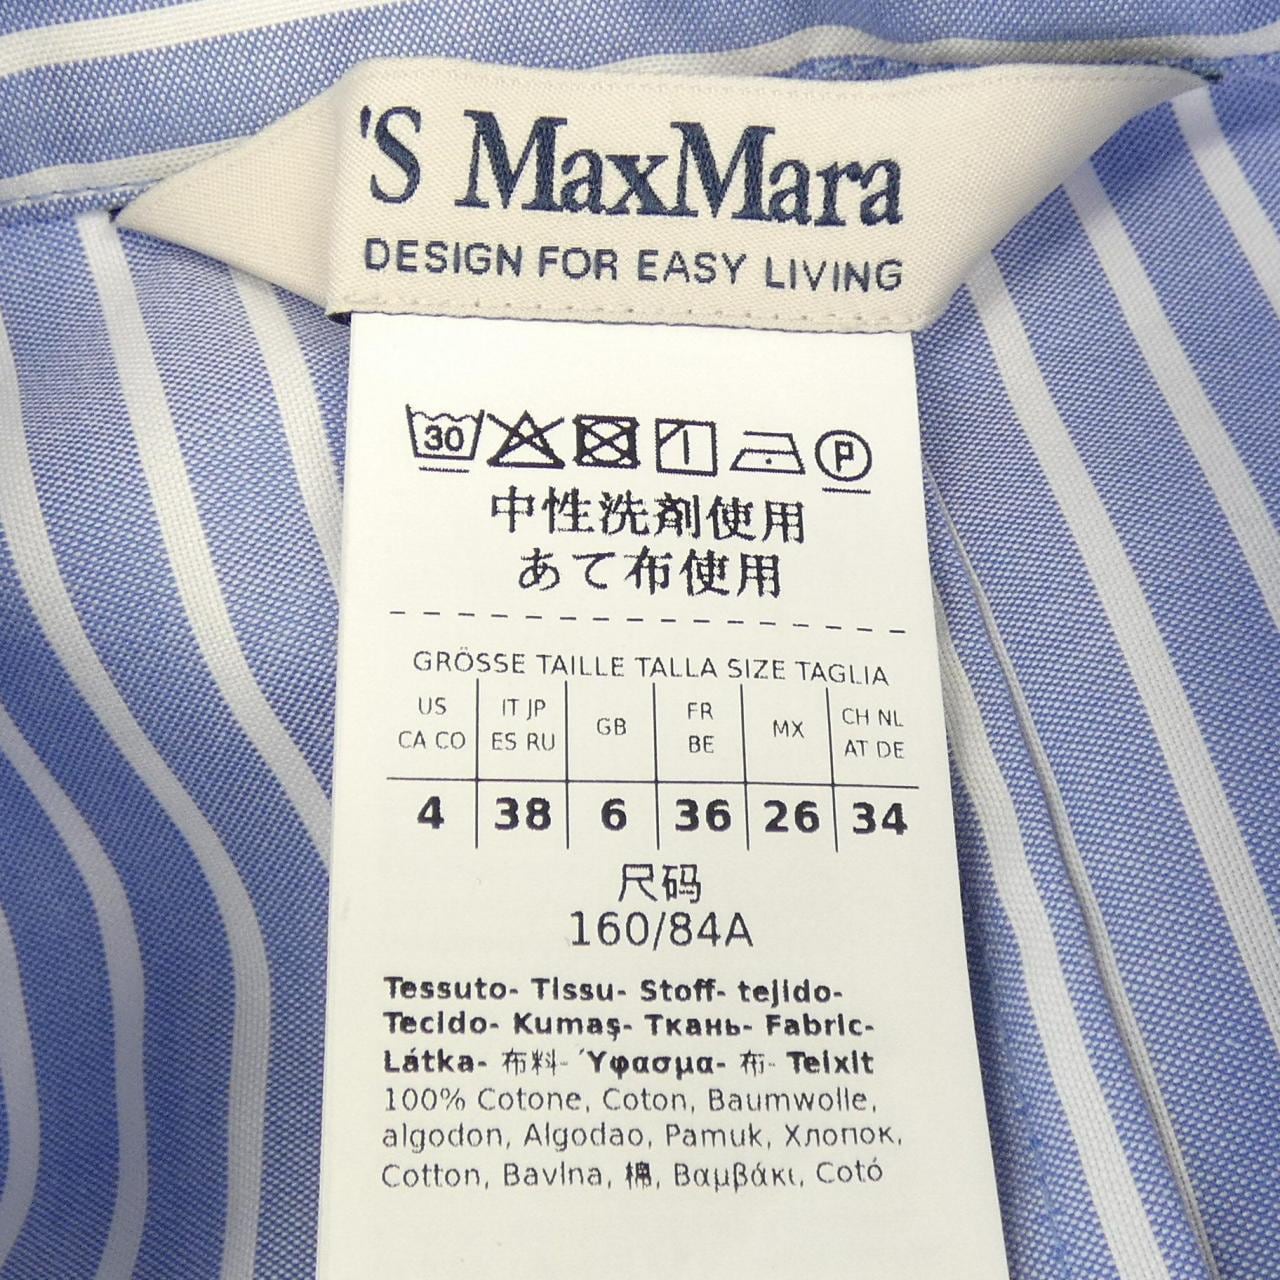 'S MaxMara
DESIGN FOR EASY LIVING
30 P
中性洗剤使用
あて布使用
GRÖSSE TAILLE TALLA SIZE TAGLIA
US IT JP GB FR MX CH NL
CA CO ES RU BE AT DE
4 38 6 36 26 34
尺码
160/84A
Tessuto- Tissu- Stoff- tejido-
Tecido- Kumaş- Ткань- Fabric-
Látka- 布料- Ύφασμα- 布- Teixit
100% Cotone, Coton, Baumwolle,
algodon, Algodao, Pamuk, Хлопок,
Cotton, Bavlna, 棉, Βαμβάκι, Cotó